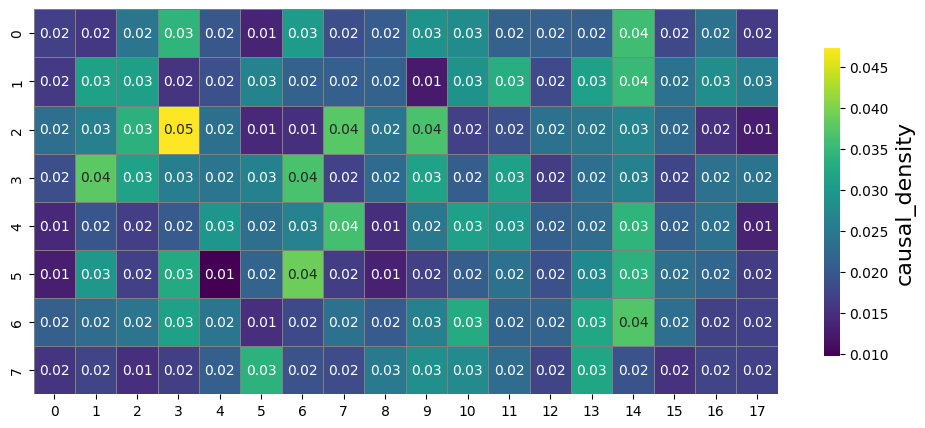 0 0.02 0.02 0.02 0.03 0.02 0.01 0.03 0.02 0.02 0.03 0.03 0.02 0.02 0.02 0.04 0.02 0.02 0.02
1 0.02 0.03 0.03 0.02 0.02 0.03 0.02 0.02 0.02 0.01 0.03 0.03 0.02 0.03 0.04 0.02 0.03 0.03
2 0.02 0.03 0.03 0.05 0.02 0.01 0.01 0.04 0.02 0.04 0.02 0.02 0.02 0.02 0.03 0.02 0.02 0.01
3 0.02 0.04 0.03 0.03 0.02 0.03 0.04 0.02 0.02 0.03 0.02 0.03 0.02 0.02 0.03 0.02 0.02 0.02
4 0.01 0.02 0.02 0.02 0.03 0.02 0.03 0.04 0.01 0.02 0.03 0.03 0.02 0.02 0.03 0.02 0.02 0.01
5 0.01 0.03 0.02 0.03 0.01 0.02 0.04 0.02 0.01 0.02 0.02 0.02 0.02 0.03 0.03 0.02 0.02 0.02
6 0.02 0.02 0.02 0.03 0.02 0.01 0.02 0.02 0.02 0.03 0.03 0.02 0.02 0.03 0.04 0.02 0.02 0.02
7 0.02 0.02 0.01 0.02 0.02 0.03 0.02 0.02 0.03 0.03 0.03 0.02 0.02 0.03 0.02 0.02 0.02 0.02
0 1 2 3 4 5 6 7 8 9 10 11 12 13 14 15 16 17
0.045
0.040
0.035
0.030
0.025
0.020
0.015
0.010
causal_density